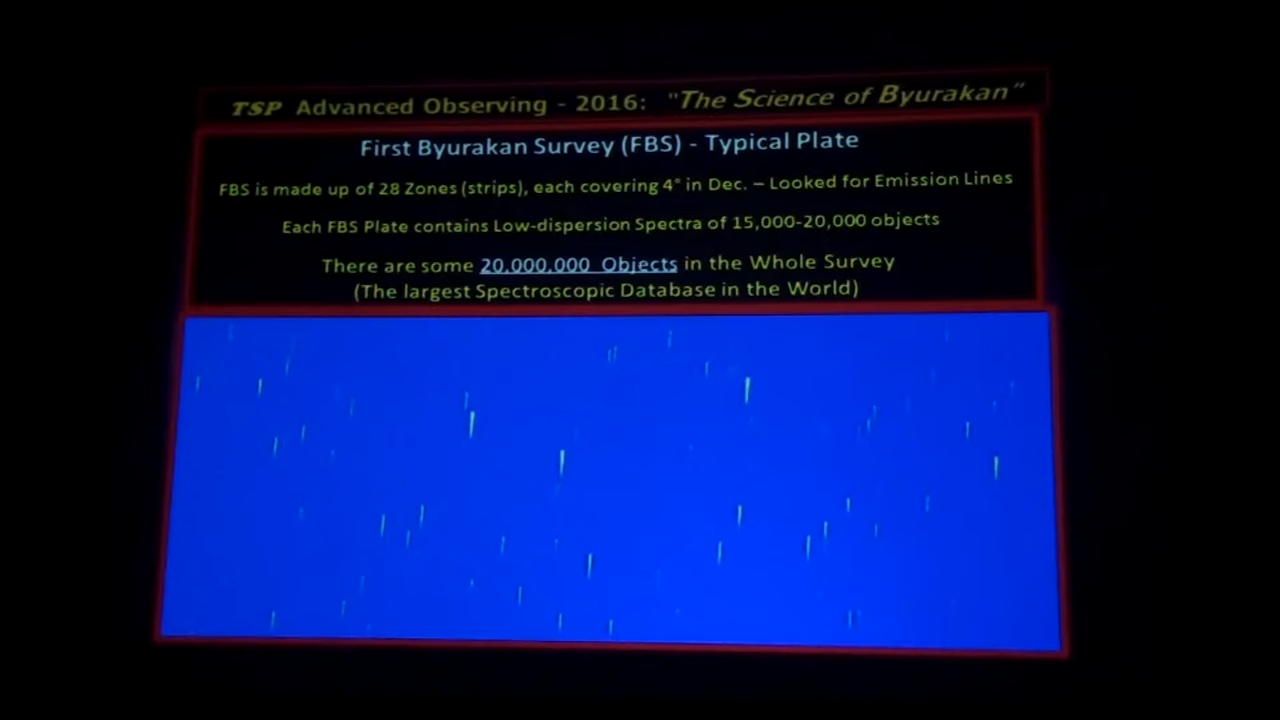 TSP Advanced Observing - 2016: "The Science of Byurakan"
First Byurakan Survey (FBS) - Typical Plate
FBS is made up of 28 Zones (strips), each covering 4° in Dec. – Looked for Emission Lines
Each FBS Plate contains Low-dispersion Spectra of 15,000-20,000 objects
There are some 20,000,000 Objects in the Whole Survey
(The largest Spectroscopic Database in the World)